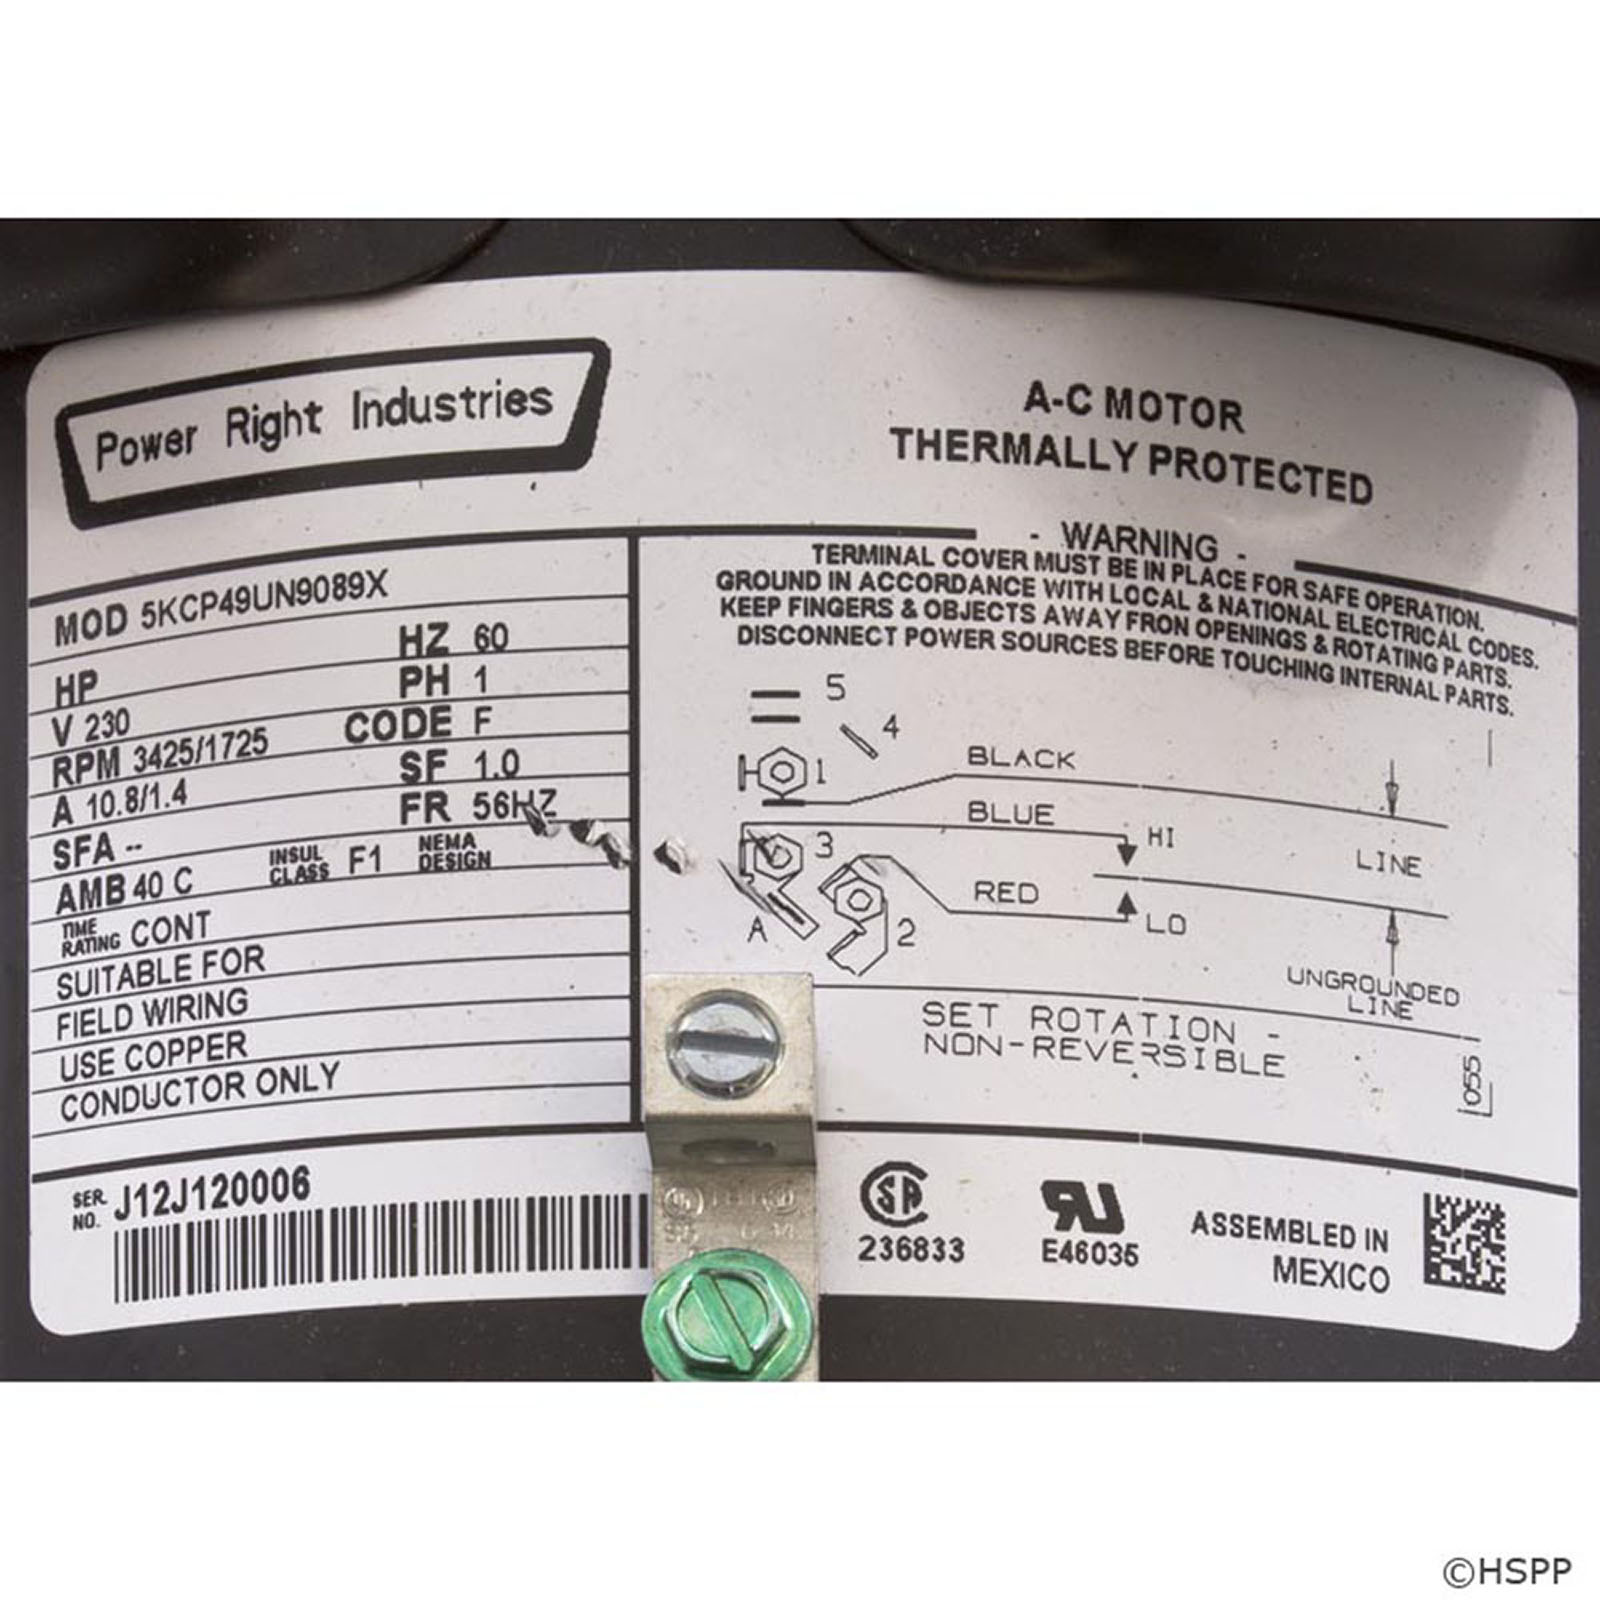 Power Right Industries
A-C MOTOR
THERMALLY PROTECTED
- WARNING -
TERMINAL COVER MUST BE IN PLACE FOR SAFE OPERATION.
GROUND IN ACCORDANCE WITH LOCAL & NATIONAL ELECTRICAL CODES.
KEEP FINGERS & OBJECTS AWAY FRON OPENINGS & ROTATING PARTS.
DISCONNECT POWER SOURCES BEFORE TOUCHING INTERNAL PARTS.
MOD 5KCP49UN9089X
HZ 60
HP
PH 1
V 230
CODE F
RPM 3425/1725
SF 1.0
A 10.8/1.4
FR 56HZ
SFA --
INSUL CLASS F1
NEMA DESIGN
AMB 40 C
TIME RATING CONT
SUITABLE FOR
FIELD WIRING
USE COPPER
CONDUCTOR ONLY
5
4
1
BLACK
BLUE
HI
3
LINE
RED
LO
A
2
UNGROUNDED
LINE
SET ROTATION -
NON-REVERSIBLE
055
SER. NO. J12J120006
236833
E46035
ASSEMBLED IN
MEXICO
©HSPP